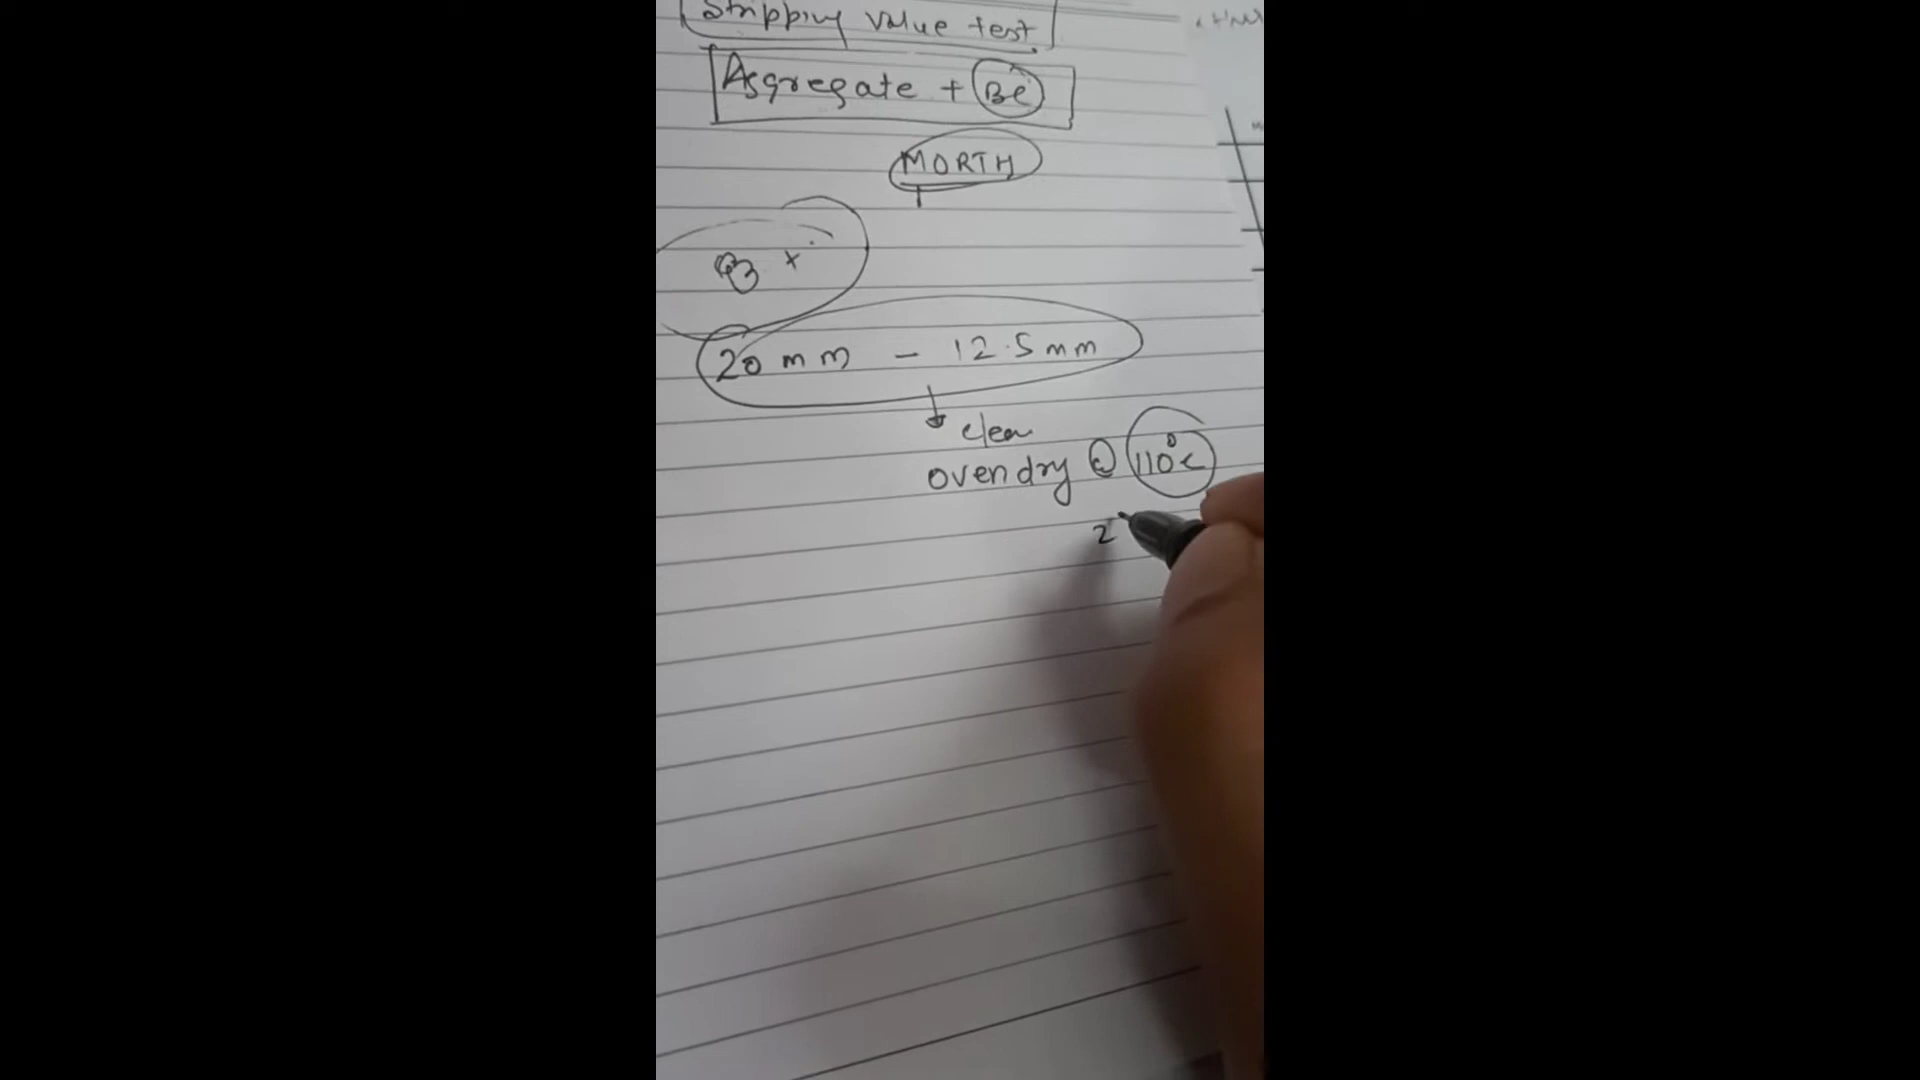 Stripping value test
Aggregate + Be
MORTH
B +
20 mm - 12.5 mm
clean
oven dry @ 110°C
2